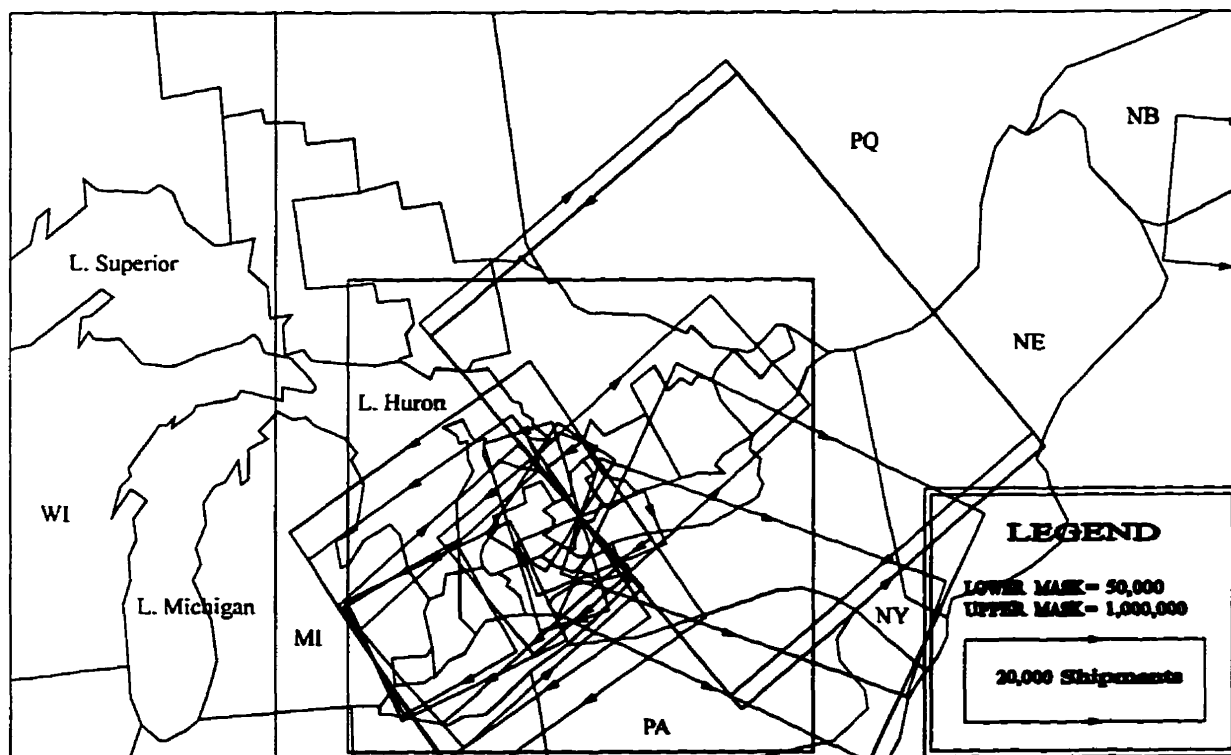 NB
PQ
L. Superior
NE
L. Huron
WI
LEGEND
LOWER MASK = 50,000
UPPER MASK = 1,000,000
L. Michigan
NY
MI
20,000 Shipments
PA